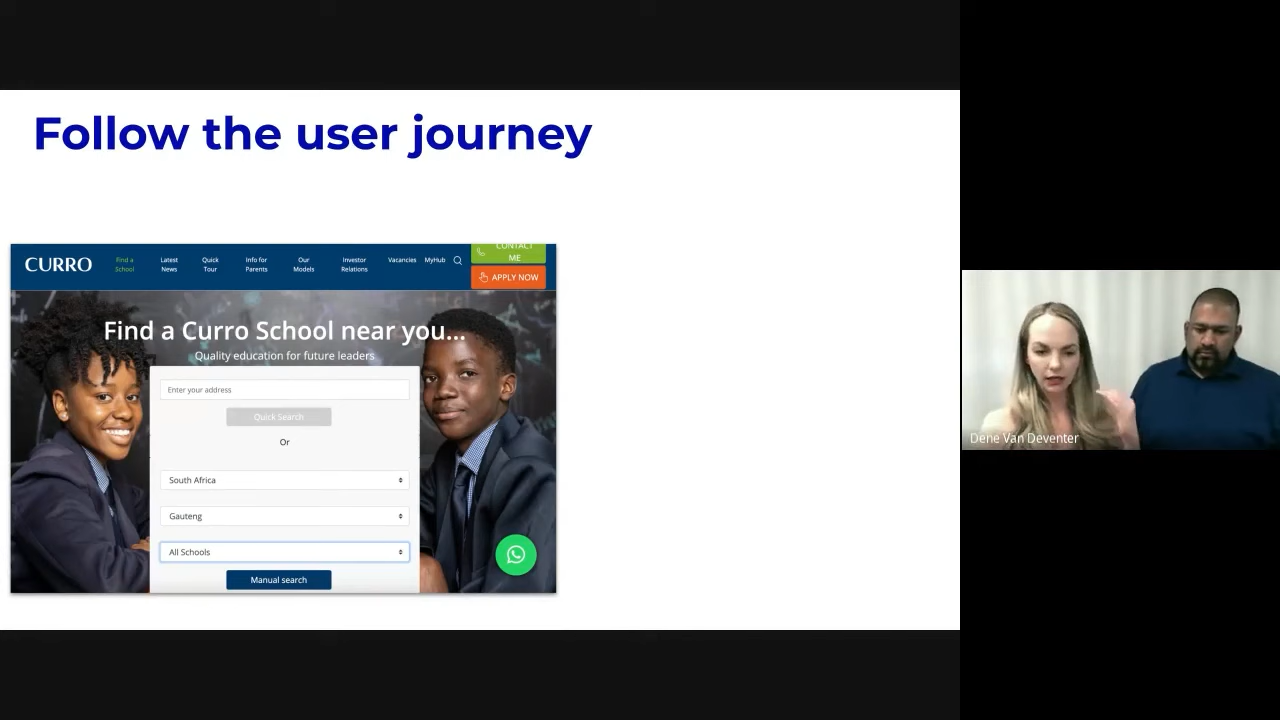 Follow the user journey
CURRO
Find a
School
Latest
News
Quick
Tour
Info for
Parents
Our
Models
Investor
Relations
Vacancies
MyHub
CONTACT
ME
APPLY NOW
Find a Curro School near you...
Quality education for future leaders
Enter your address
Quick Search
Or
South Africa
Gauteng
All Schools
Manual search
Dene Van Deventer